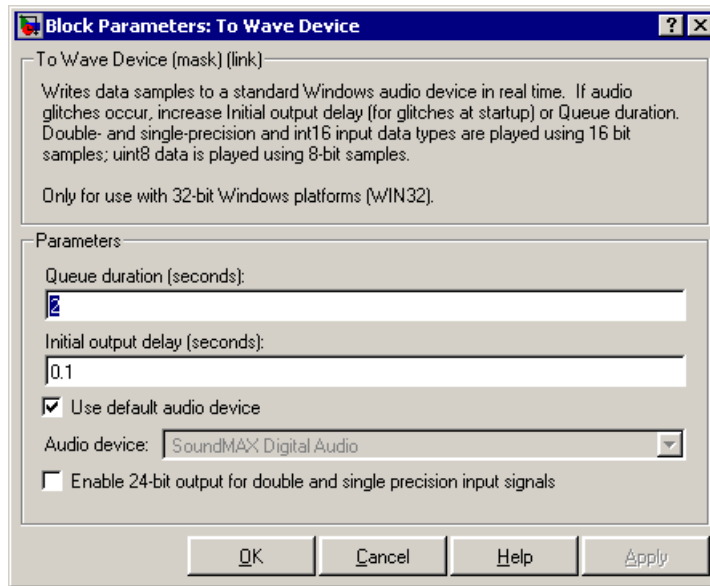 Block Parameters: To Wave Device
To Wave Device (mask) (link)
Writes data samples to a standard Windows audio device in real time. If audio
glitches occur, increase Initial output delay (for glitches at startup) or Queue duration.
Double- and single-precision and int16 input data types are played using 16 bit
samples; uint8 data is played using 8-bit samples.
Only for use with 32-bit Windows platforms (WIN32).
Parameters
Queue duration (seconds):
2
Initial output delay (seconds):
0.1
Use default audio device
Audio device: SoundMAX Digital Audio
Enable 24-bit output for double and single precision input signals
OK Cancel Help Apply